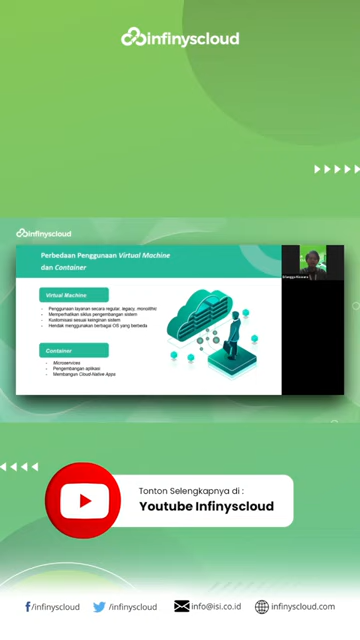 infinyscloud
infinyscloud
Perbedaan Penggunaan Virtual Machine
dan Container
Virtual Machine
- Penggunaan layanan secara regular, legacy, monolithic
- Memperhatikan siklus pengembangan sistem
- Kustomisasi sesuai keinginan sistem
- Hendak menggunakan berbagai OS yang berbeda
Container
- Microservices
- Pengembangan aplikasi
- Membangun Cloud-Native Apps
Tonton Selengkapnya di :
Youtube Infinyscloud
/infinyscloud
/infinyscloud
info@isi.co.id
infinyscloud.com